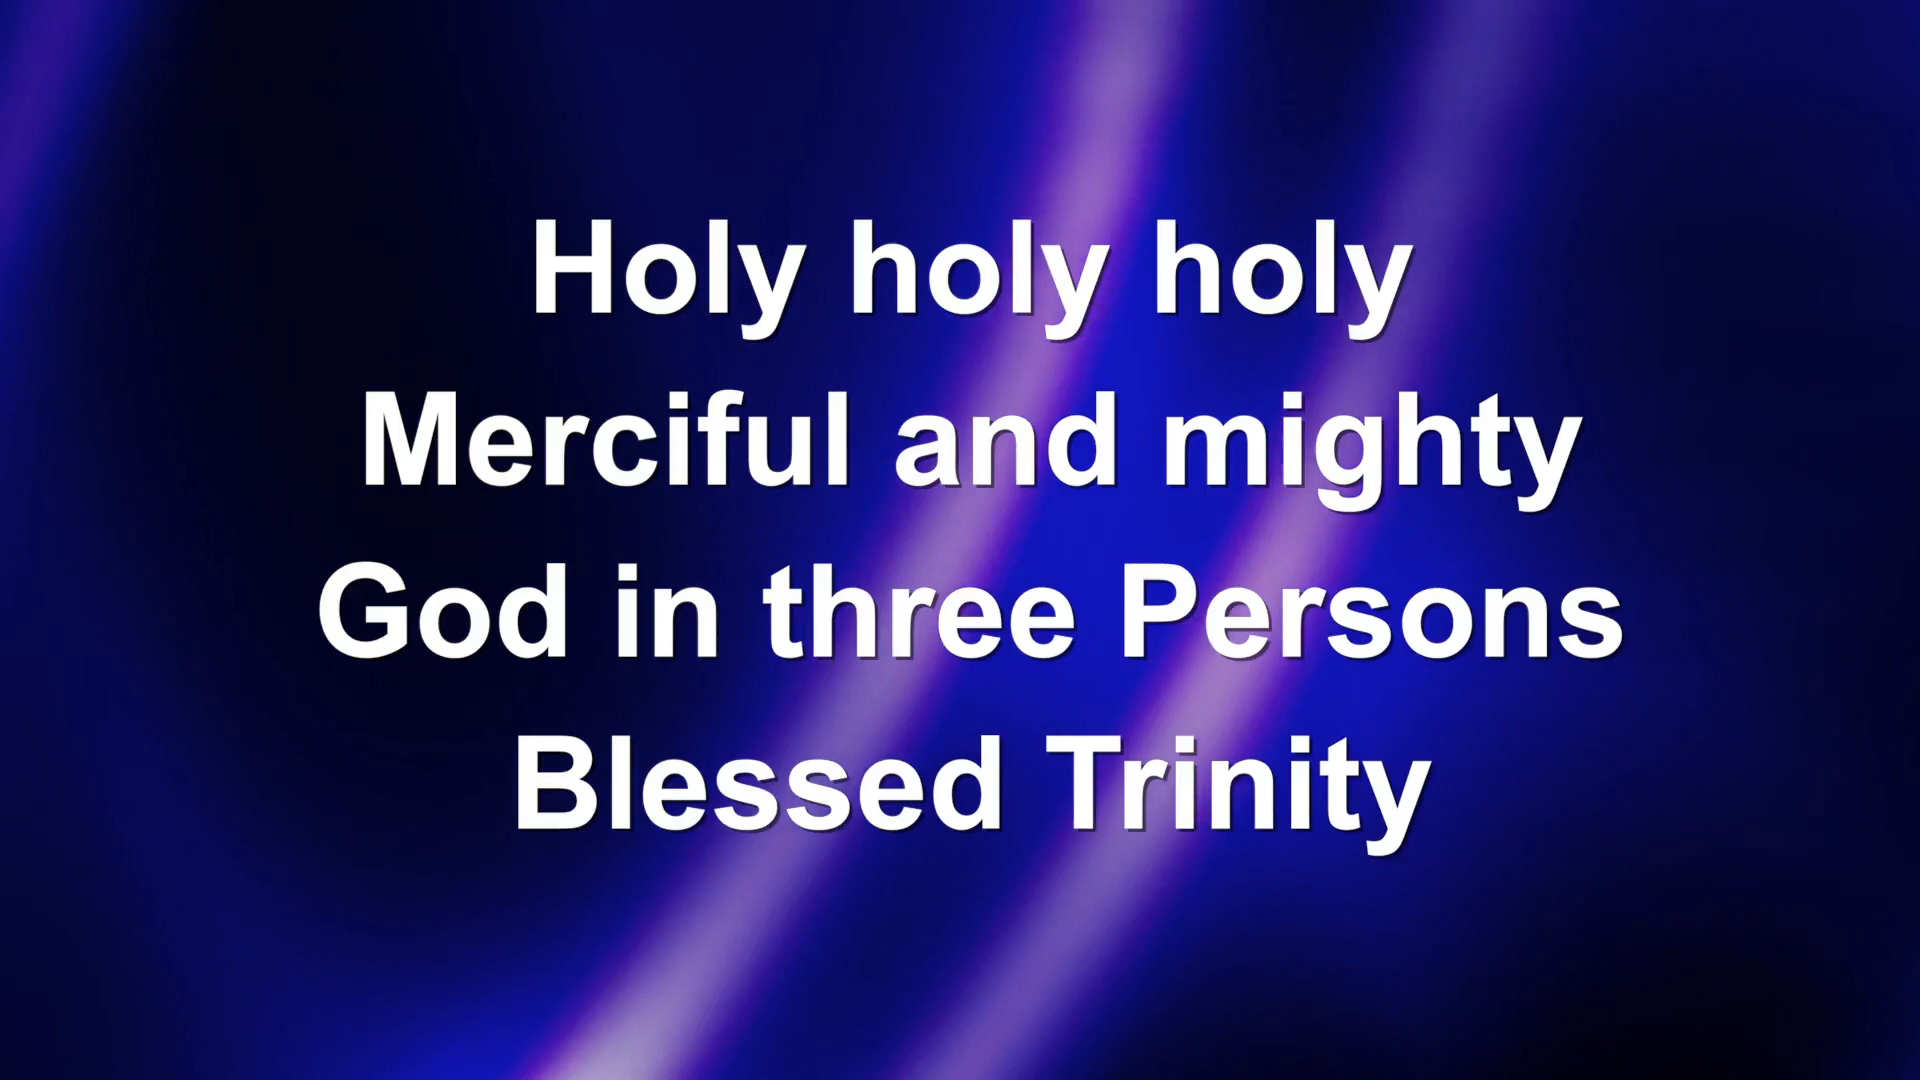 Holy holy holy
Merciful and mighty
God in three Persons
Blessed Trinity